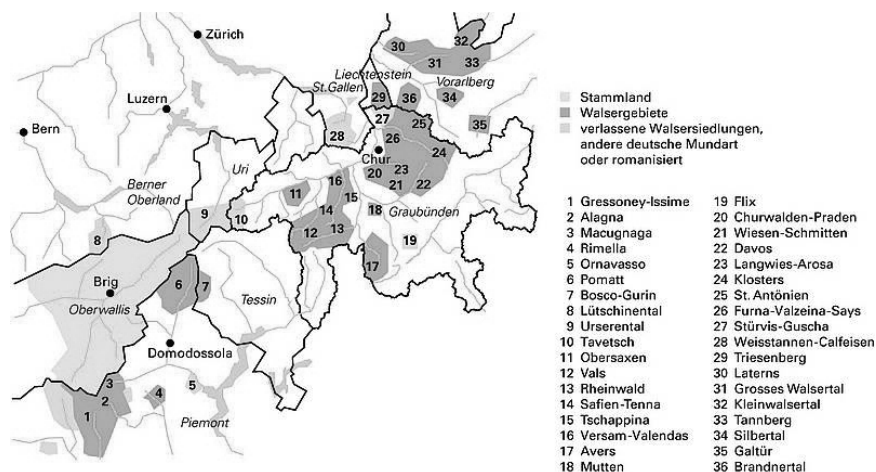 Zürich
Luzern
Bern
Uri
Berner
Oberland
St.Gallen
Liechtenstein
Vorarlberg
Chur
Graubünden
Brig
Oberwallis
Tessin
Domodossola
Piemont
30
32
31
33
29
36
34
35
27
25
28
26
24
20
23
21
22
16
11
15
14
18
12
13
19
17
9
10
8
6
7
3
2
1
4
5
Stammland
Walsergebiete
verlassene Walsersiedlungen,
andere deutsche Mundart
oder romanisiert
1 Gressoney-Issime
2 Alagna
3 Macugnaga
4 Rimella
5 Ornavasso
6 Pomatt
7 Bosco-Gurin
8 Lütschinental
9 Urserental
10 Tavetsch
11 Obersaxen
12 Vals
13 Rheinwald
14 Safien-Tenna
15 Tschappina
16 Versam-Valendas
17 Avers
18 Mutten
19 Flix
20 Churwalden-Praden
21 Wiesen-Schmitten
22 Davos
23 Langwies-Arosa
24 Klosters
25 St. Antönien
26 Furna-Valzeina-Says
27 Stürvis-Guscha
28 Weisstannen-Calfeisen
29 Triesenberg
30 Laterns
31 Grosses Walsertal
32 Kleinwalsertal
33 Tannberg
34 Silbertal
35 Galtür
36 Brandnertal